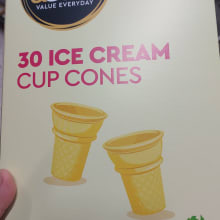 VALUE EVERYDAY
30 ICE CREAM
CUP CONES